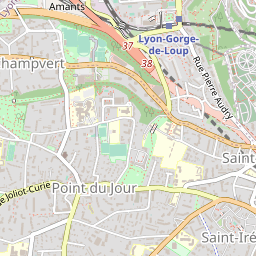 Amants
37
38
Lyon-Gorge-
de-Loup
Rue Pierre Audry
Lyon
hampvert
Saint
Point du Jour
e Joliot-Curie
Saint-Iré